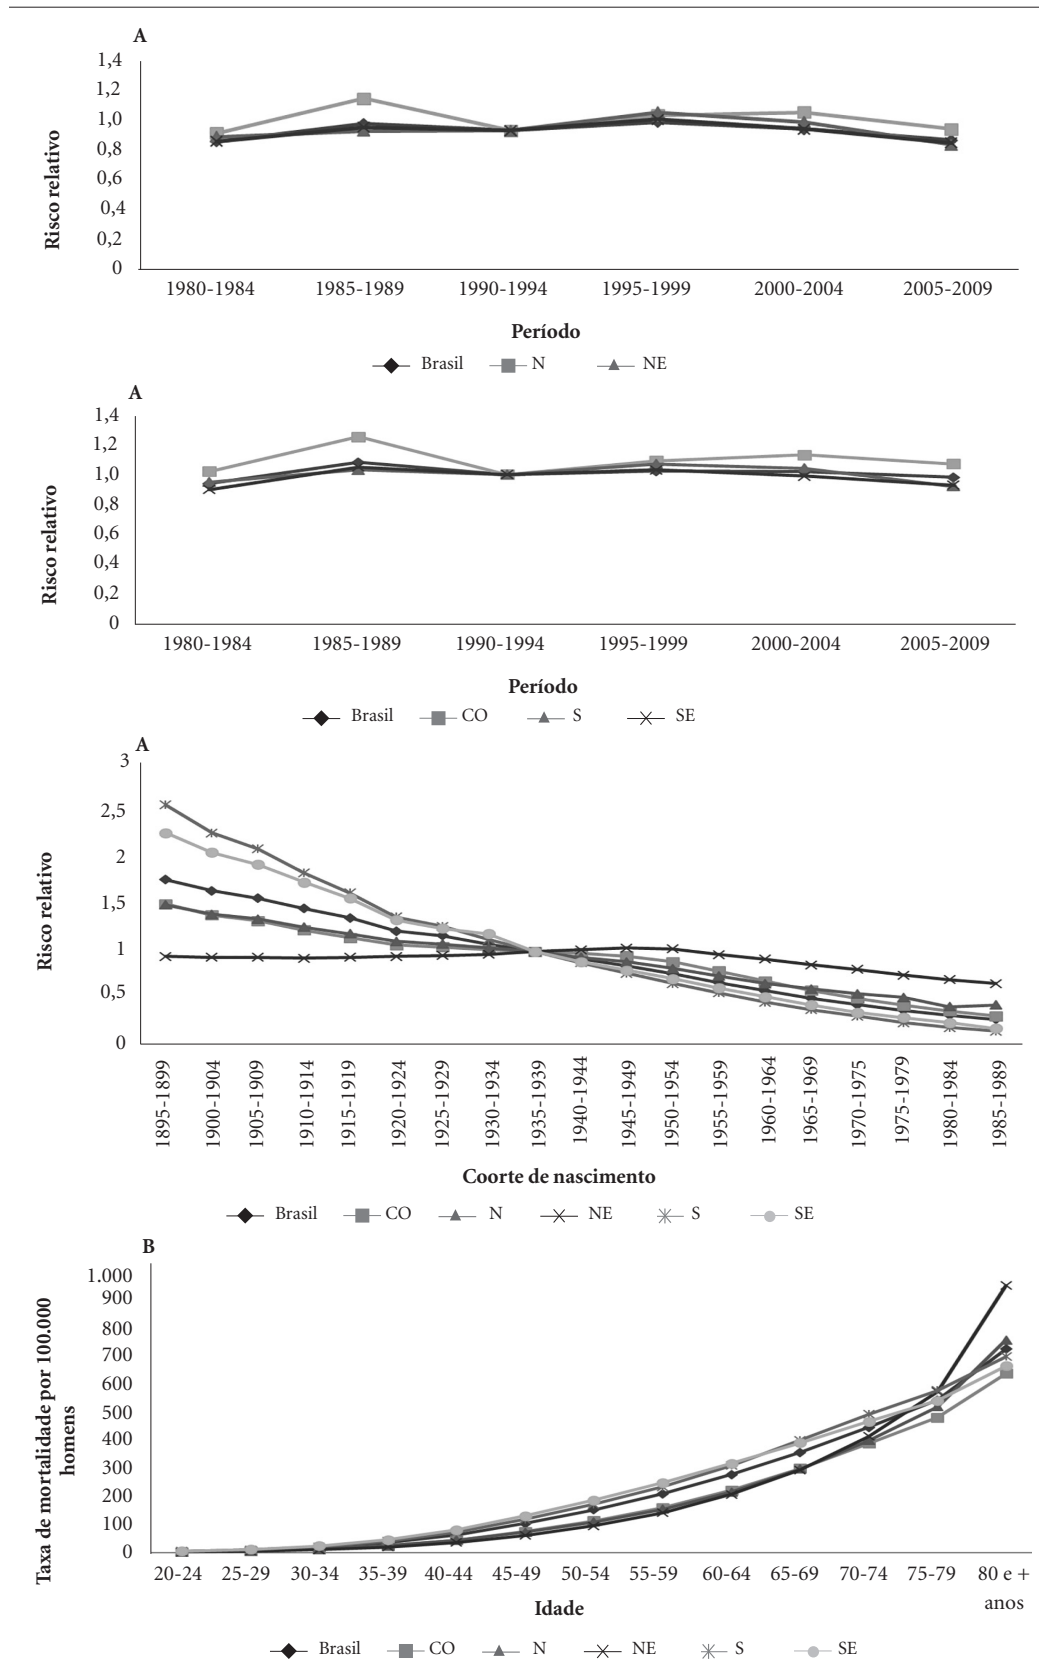 A
1,4
1,2
1,0
0,8
0,6
0,4
0,2
0
Risco relativo
1980-1984 1985-1989 1990-1994 1995-1999 2000-2004 2005-2009
Período
Brasil N NE
A
1,4
1,2
1,0
0,8
0,6
0,4
0,2
0
Risco relativo
1980-1984 1985-1989 1990-1994 1995-1999 2000-2004 2005-2009
Período
Brasil CO S SE
A
3
2,5
2
1,5
1
0,5
0
Risco relativo
1895-1899 1900-1904 1905-1909 1910-1914 1915-1919 1920-1924 1925-1929 1930-1934 1935-1939 1940-1944 1945-1949 1950-1954 1955-1959 1960-1964 1965-1969 1970-1975 1975-1979 1980-1984 1985-1989
Coorte de nascimento
Brasil CO N NE S SE
B
1.000
900
800
700
600
500
400
300
200
100
0
Taxa de mortalidade por 100.000
homens
20-24 25-29 30-34 35-39 40-44 45-49 50-54 55-59 60-64 65-69 70-74 75-79 80 e +
anos
Idade
Brasil CO N NE S SE